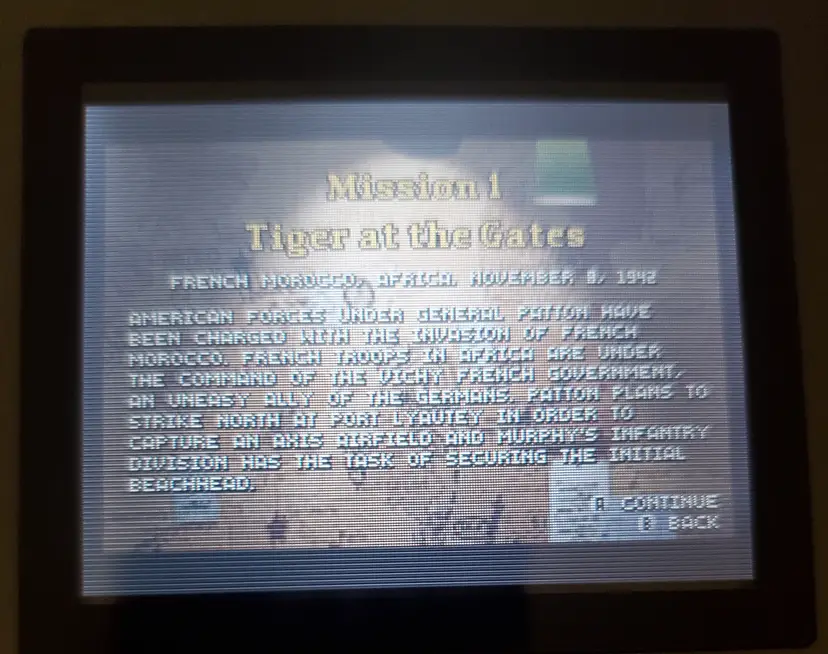 Mission 1
Tiger at the Gates
FRENCH MOROCCO, AFRICA, NOVEMBER 8, 1942
AMERICAN FORCES UNDER GENERAL PATTON HAVE
BEEN CHARGED WITH THE INVASION OF FRENCH
MOROCCO. FRENCH TROOPS IN AFRICA ARE UNDER
THE COMMAND OF THE VICHY FRENCH GOVERNMENT,
AN UNEASY ALLY OF THE GERMANS. PATTON PLANS TO
STRIKE NORTH AT PORT LYAUTEY IN ORDER TO
CAPTURE AN AXIS AIRFIELD AND MURPHY'S INFANTRY
DIVISION HAS THE TASK OF SECURING THE INITIAL
BEACHHEAD.
A CONTINUE
B BACK